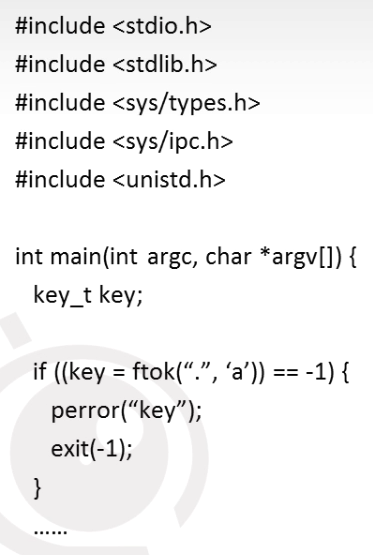 #include <stdio.h>
#include <stdlib.h>
#include <sys/types.h>
#include <sys/ipc.h>
#include <unistd.h>
int main(int argc, char *argv[]) {
key_t key;
if ((key = ftok(“.”, ‘a’)) == -1) {
perror(“key”);
exit(-1);
}
……